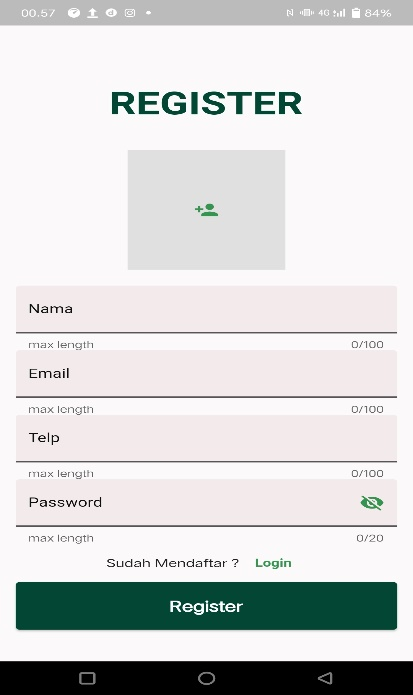 00.57 4G 84%
REGISTER
Nama
max length 0/100
Email
max length 0/100
Telp
max length 0/100
Password
max length 0/20
Sudah Mendaftar ? Login
Register